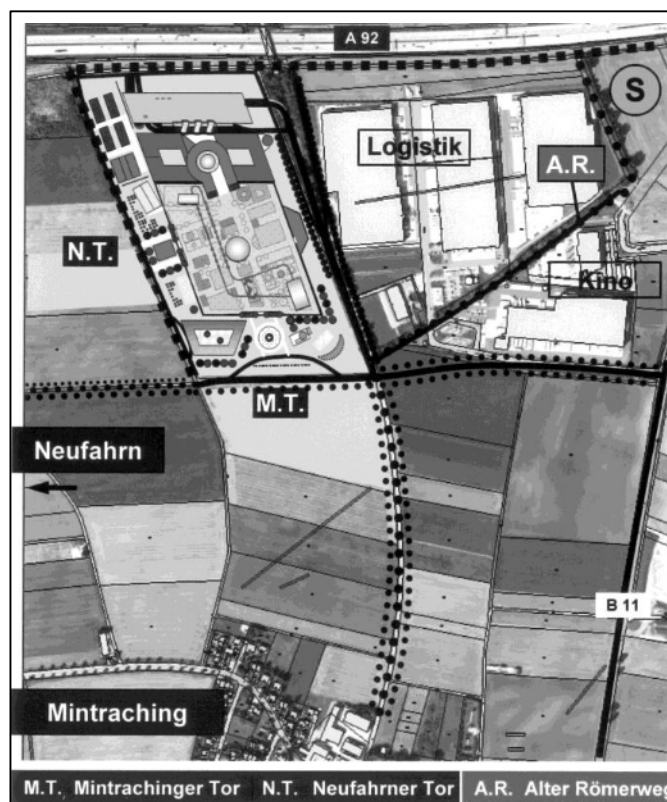 A 92
S
Logistik
A.R.
N.T.
Kino
M.T.
Neufahrn
B 11
Mintraching
M.T. Mintrachinger Tor N.T. Neufahrner Tor A.R. Alter Römerweg